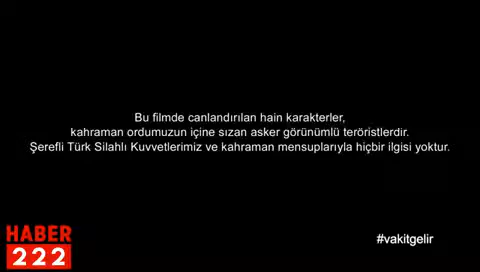 Bu filmde canlandırılan hain karakterler,
kahraman ordumuzun içine sızan asker görünümlü teröristlerdir.
Şerefli Türk Silahlı Kuvvetlerimiz ve kahraman mensuplarıyla hiçbir ilgisi yoktur.
HABER
222
#vakitgelir